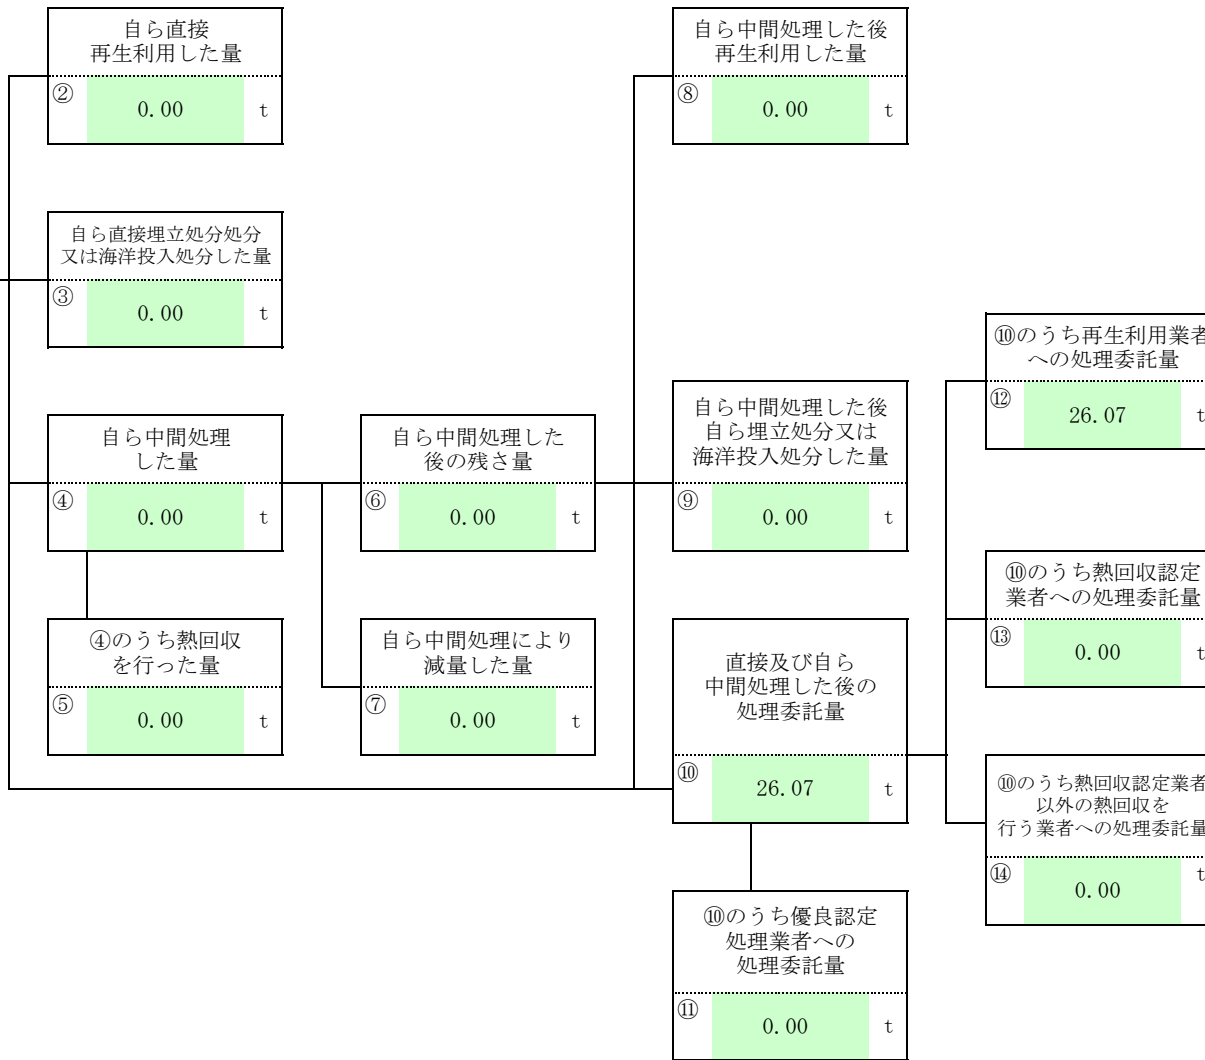 自ら直接
再生利用した量
② 0.00 t
自ら中間処理した後
再生利用した量
⑧ 0.00 t
自ら直接埋立処分処分
又は海洋投入処分した量
③ 0.00 t
⑩のうち再生利用業者
への処理委託量
⑫ 26.07 t
自ら中間処理
した量
④ 0.00 t
自ら中間処理した
後の残さ量
⑥ 0.00 t
自ら中間処理した後
自ら埋立処分又は
海洋投入処分した量
⑨ 0.00 t
⑩のうち熱回収認定
業者への処理委託量
⑬ 0.00 t
④のうち熱回収
を行った量
⑤ 0.00 t
自ら中間処理により
減量した量
⑦ 0.00 t
直接及び自ら
中間処理した後の
処理委託量
⑩ 26.07 t
⑩のうち熱回収認定業者
以外の熱回収を
行う業者への処理委託量
⑭ 0.00 t
⑩のうち優良認定
処理業者への
処理委託量
⑪ 0.00 t